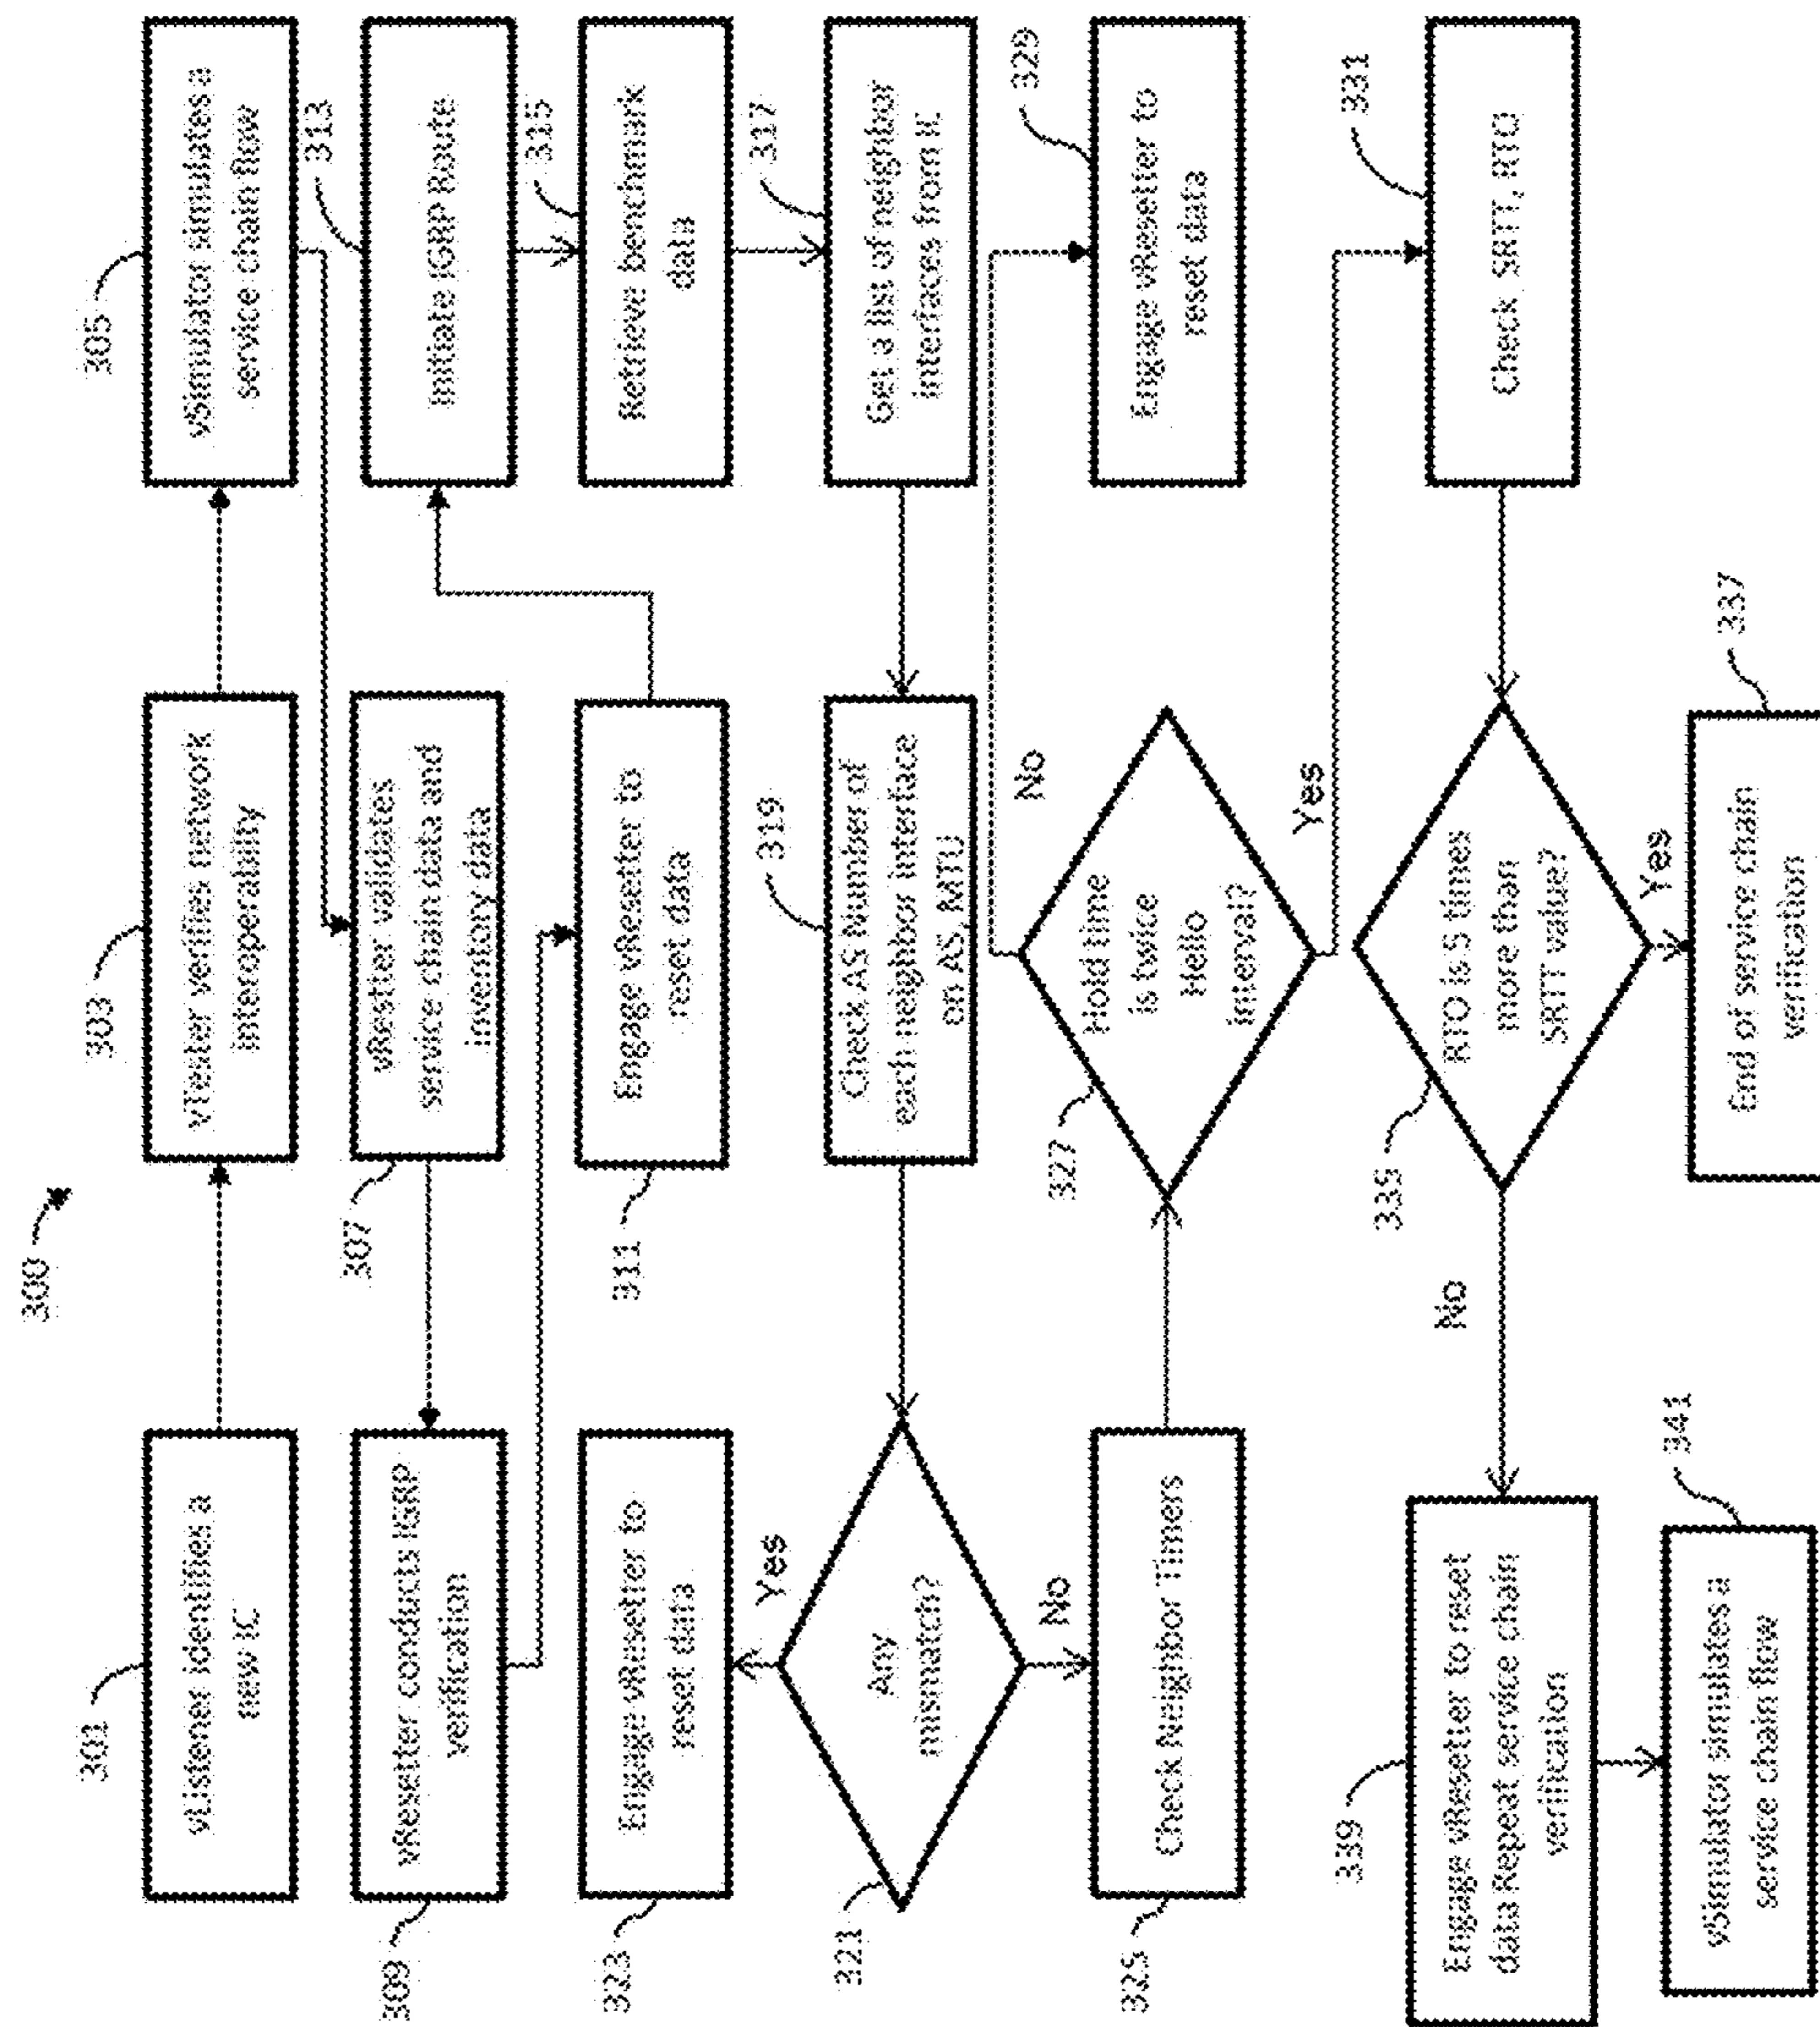 300
301
vListener identifies a
new IC
303
vTester verifies network
interoperability
305
vSimulator simulates a
service chain flow
309
vResetter conducts IGRP
verification
307
vResetter validates
service chain data and
inventory data
313
Initiate IGRP Route
323
Engage vResetter to
reset data
311
Engage vResetter to
reset data
315
Retrieve benchmark
data
Yes
321
Any
mismatch?
No
319
Check AS Number of
each neighbor interface
on AS, MTU
317
Get a list of neighbor
interfaces from IC
325
Check Neighbor Timers
327
Hold time
is twice
Hello
interval?
No
Yes
329
Engage vResetter to
reset data
339
Engage vResetter to reset
data Repeat service chain
verification
No
335
RTO is 5 times
more than
SRTT value?
Yes
331
Check SRTT, RTO
341
vSimulator simulates a
service chain flow
337
End of service chain
verification